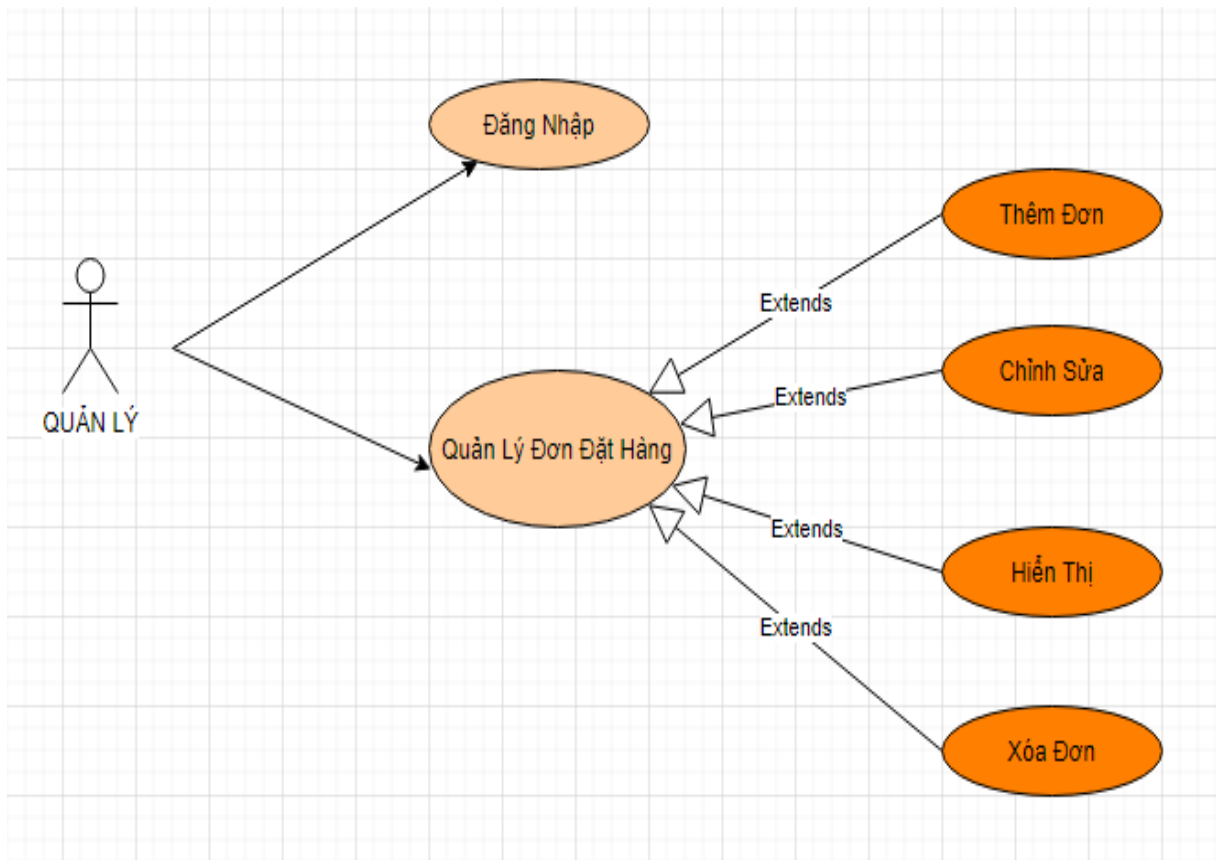 Đăng Nhập
Thêm Đơn
Extends
Chỉnh Sửa
Extends
QUẢN LÝ
Quản Lý Đơn Đặt Hàng
Extends
Hiển Thị
Extends
Xóa Đơn